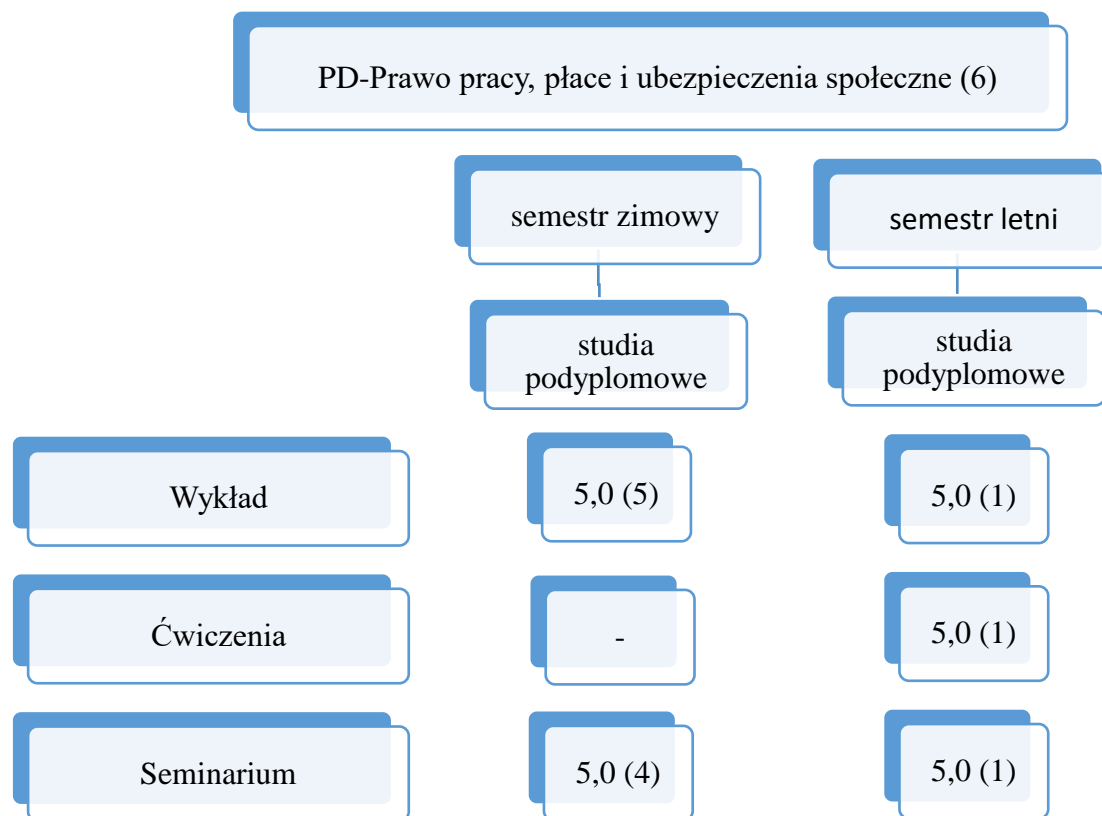 PD-Prawo pracy, płace i ubezpieczenia społeczne (6)
semestr zimowy
semestr letni
studia
podyplomowe
studia
podyplomowe
Wykład
5,0 (5)
5,0 (1)
Ćwiczenia
-
5,0 (1)
Seminarium
5,0 (4)
5,0 (1)